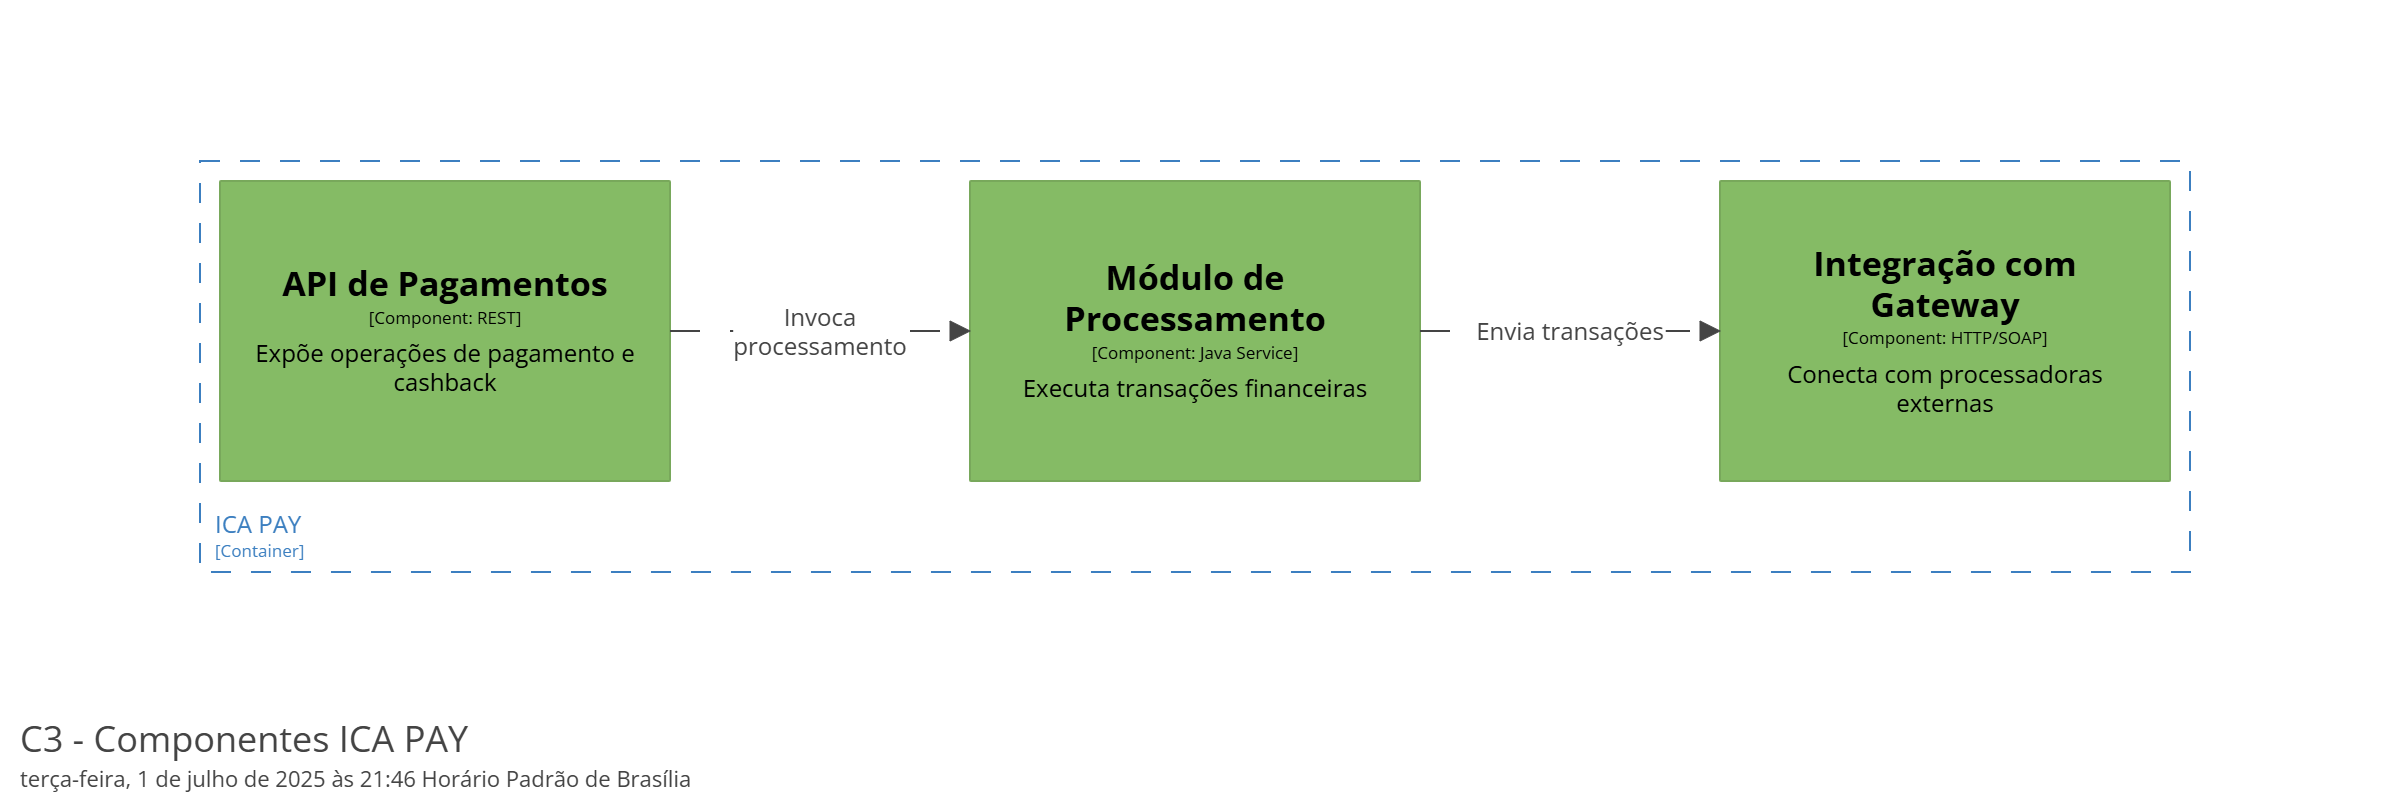 API de Pagamentos
[Component: REST]
Expõe operações de pagamento e
cashback
Invoca
processamento
Módulo de
Processamento
[Component: Java Service]
Executa transações financeiras
Envia transações
Integração com
Gateway
[Component: HTTP/SOAP]
Conecta com processadoras
externas
ICA PAY
[Container]
C3 - Componentes ICA PAY
terça-feira, 1 de julho de 2025 às 21:46 Horário Padrão de Brasília